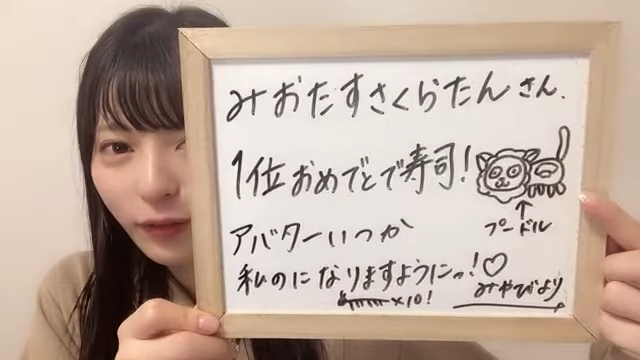 みおたすさくらたんさん.
1位おめでとで寿司!
プードル
アバターいつか
私のになりますようにっ!♡
×10!
みやびより